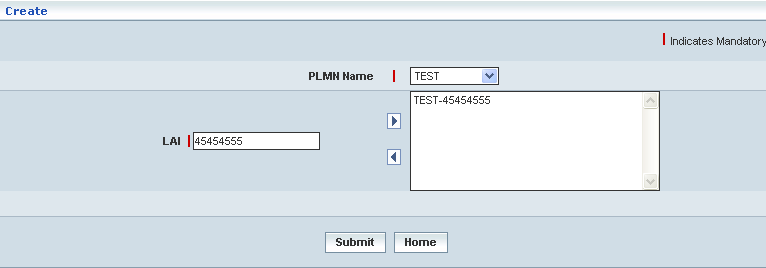 Create
Indicates Mandatory
PLMN Name TEST
TEST-45454555
LAI 45454555
Submit Home